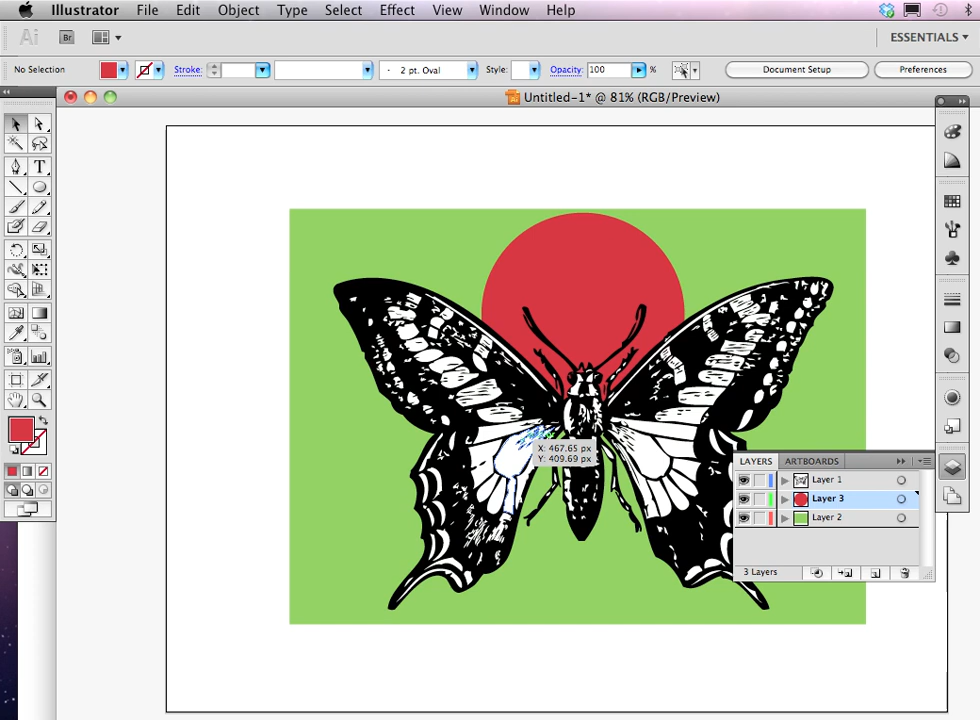 Illustrator File Edit Object Type Select Effect View Window Help
Ai Br ESSENTIALS
No Selection Stroke: 2 pt. Oval Style: Opacity: 100 % Document Setup Preferences
Untitled-1* @ 81% (RGB/Preview)
T
X: 467.65 px
Y: 409.69 px
LAYERS ARTBOARDS
Layer 1
Layer 3
Layer 2
3 Layers